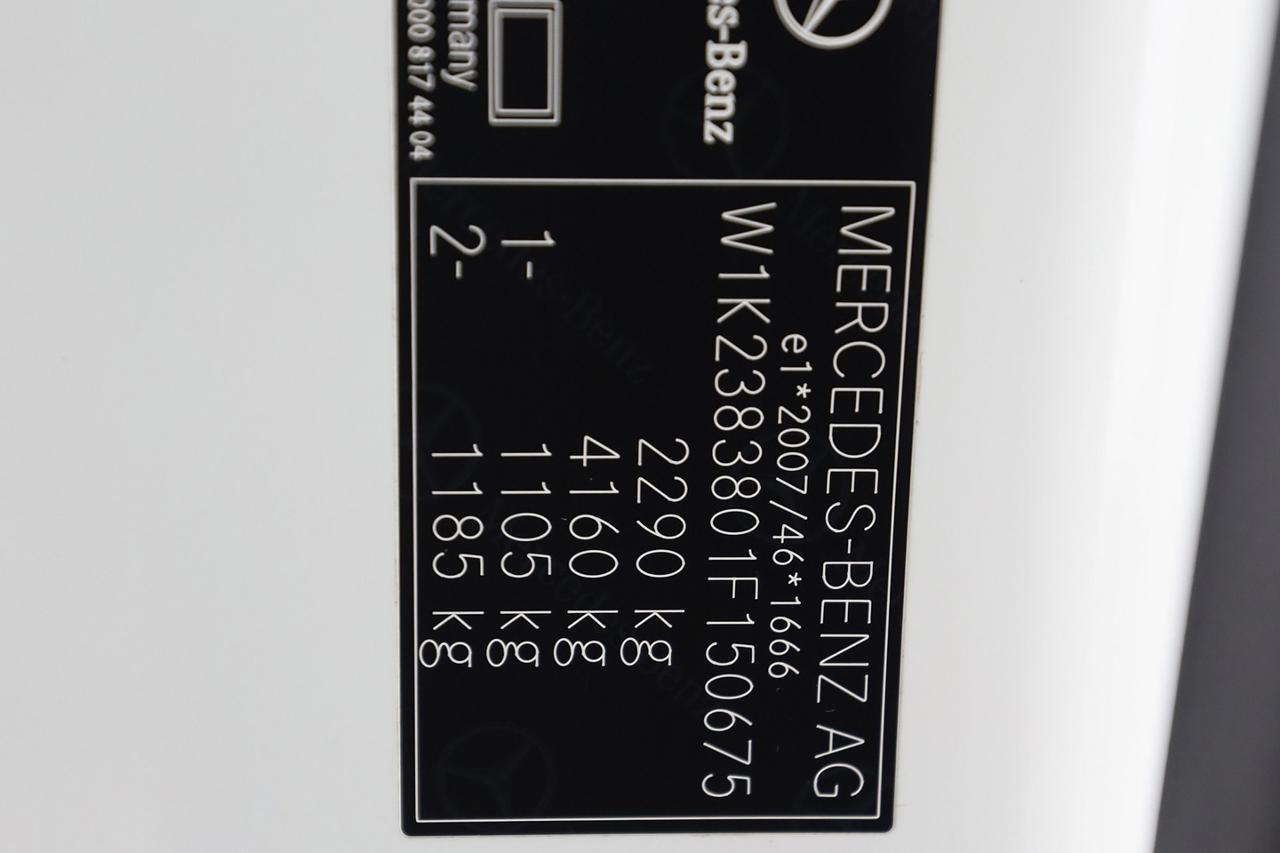 es-Benz
many
000 817 44 04
MERCEDES-BENZ AG
e1*2007/46*1666
W1K2383801F150675
2290 kg
4160 kg
1- 1105 kg
2- 1185 kg